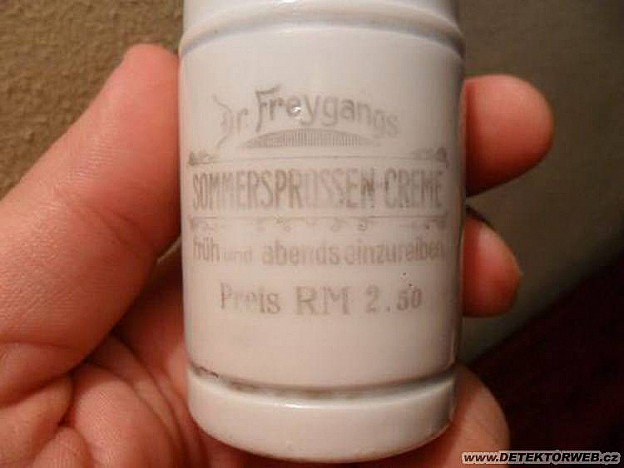 Dr Freygangs
SOMMERSPROSSEN-CREME
früh und abends einzureiben.
Preis RM 2.50
WWW.DETEKTORWEB.CZ